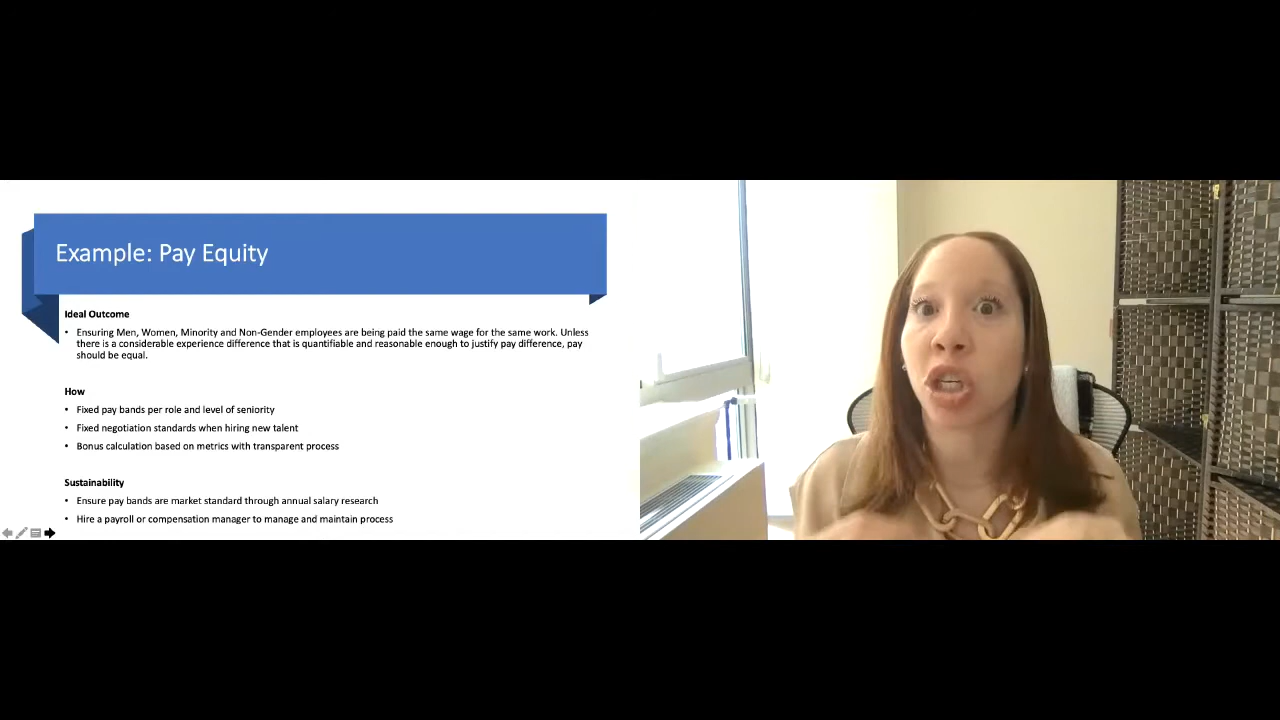 Example: Pay Equity
Ideal Outcome
• Ensuring Men, Women, Minority and Non-Gender employees are being paid the same wage for the same work. Unless
there is a considerable experience difference that is quantifiable and reasonable enough to justify pay difference, pay
should be equal.
How
• Fixed pay bands per role and level of seniority
• Fixed negotiation standards when hiring new talent
• Bonus calculation based on metrics with transparent process
Sustainability
• Ensure pay bands are market standard through annual salary research
• Hire a payroll or compensation manager to manage and maintain process